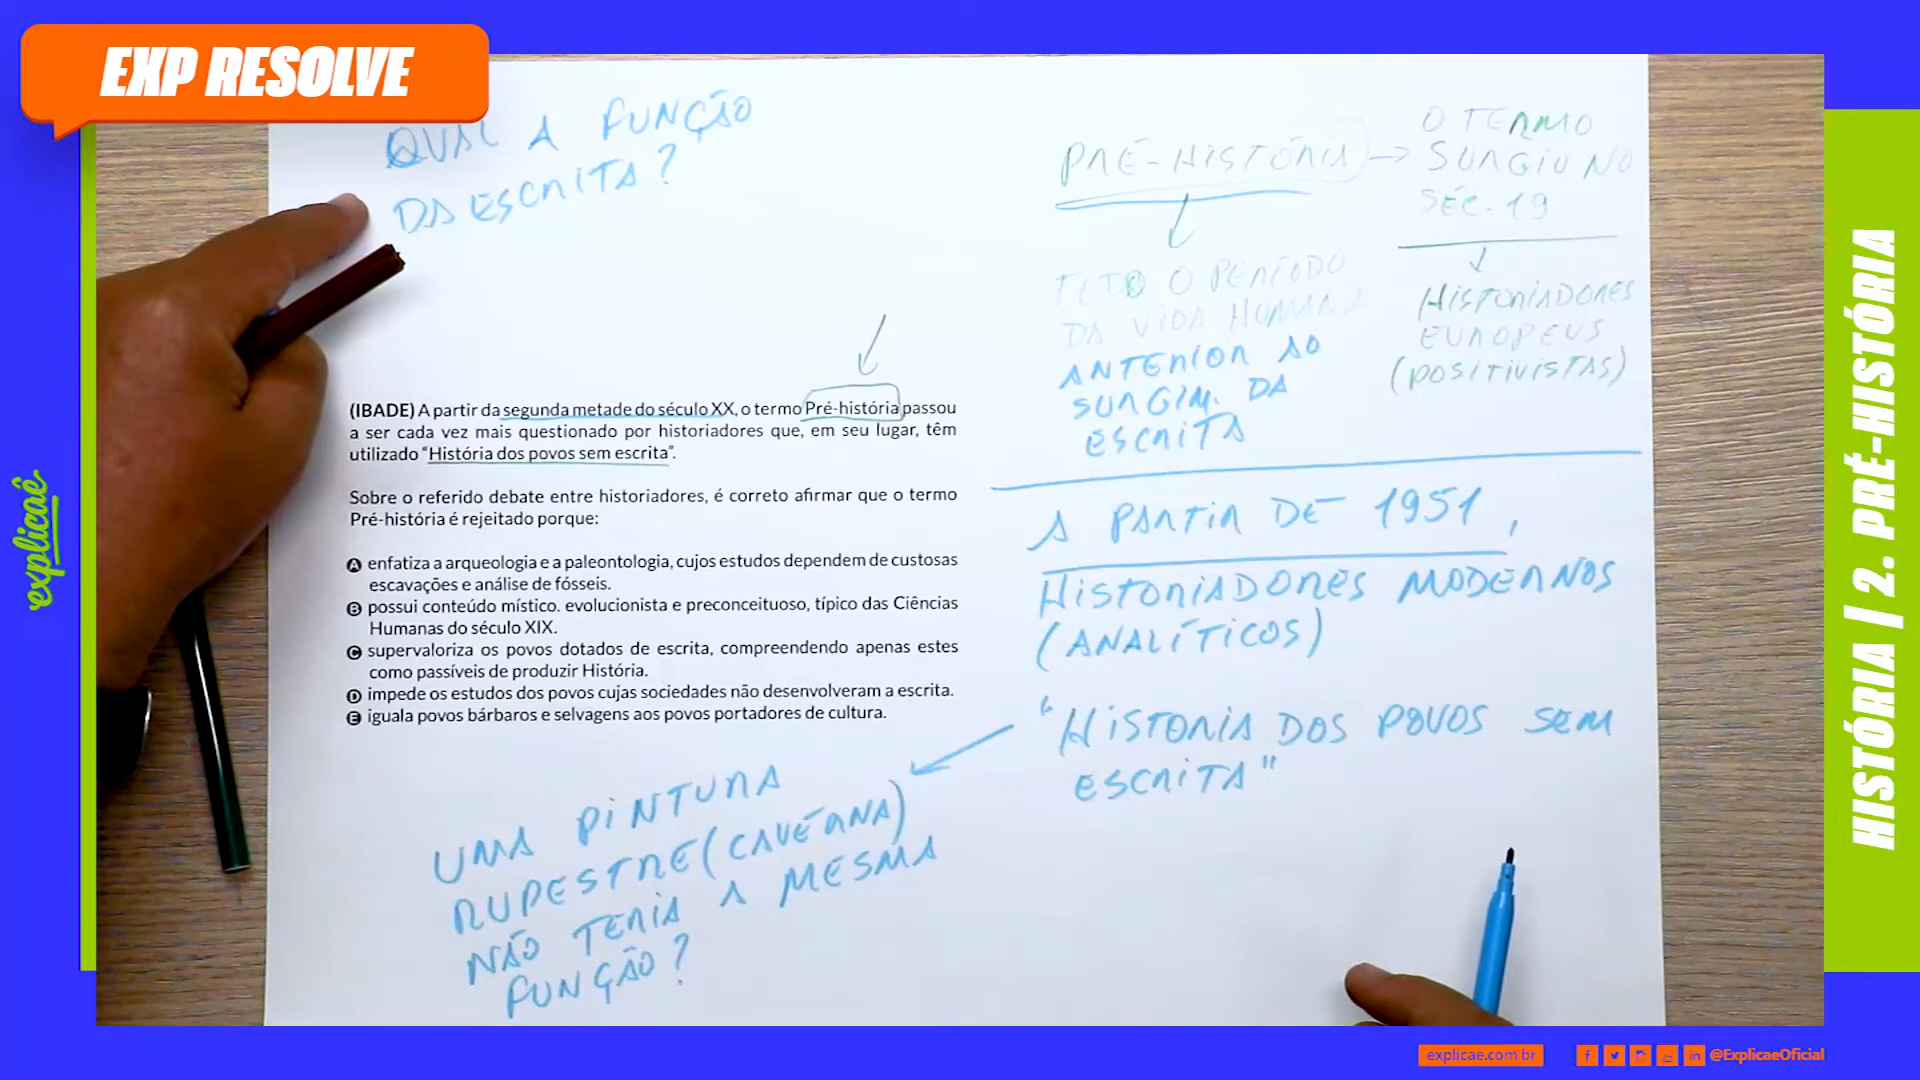 EXP RESOLVE
QUAL A FUNÇÃO
DA ESCRITA?
PRÉ-HISTÓRIA →
O TERMO
SURGIU NO
SÉC. 19
HISTORIADORES
EUROPEUS
(POSITIVISTAS)
TODO O PERÍODO
DA VIDA HUMANA
ANTERIOR AO
SURGIM. DA
ESCRITA
(IBADE) A partir da segunda metade do século XX, o termo Pré-história passou
a ser cada vez mais questionado por historiadores que, em seu lugar, têm
utilizado “História dos povos sem escrita”.
Sobre o referido debate entre historiadores, é correto afirmar que o termo
Pré-história é rejeitado porque:
A enfatiza a arqueologia e a paleontologia, cujos estudos dependem de custosas
escavações e análise de fósseis.
B possui conteúdo místico. evolucionista e preconceituoso, típico das Ciências
Humanas do século XIX.
C supervaloriza os povos dotados de escrita, compreendendo apenas estes
como passíveis de produzir História.
D impede os estudos dos povos cujas sociedades não desenvolveram a escrita.
E iguala povos bárbaros e selvagens aos povos portadores de cultura.
A PARTIR DE 1951,
HISTORIADORES MODERNOS
(ANALÍTICOS)
"HISTORIA DOS POVOS SEM
ESCRITA"
UMA PINTURA
RUPESTRE (CAVERNA)
NÃO TERIA A MESMA
FUNÇÃO?
explicaê
HISTÓRIA | 2. PRÉ-HISTÓRIA
explicae.com.br
@ExplicaeOficial